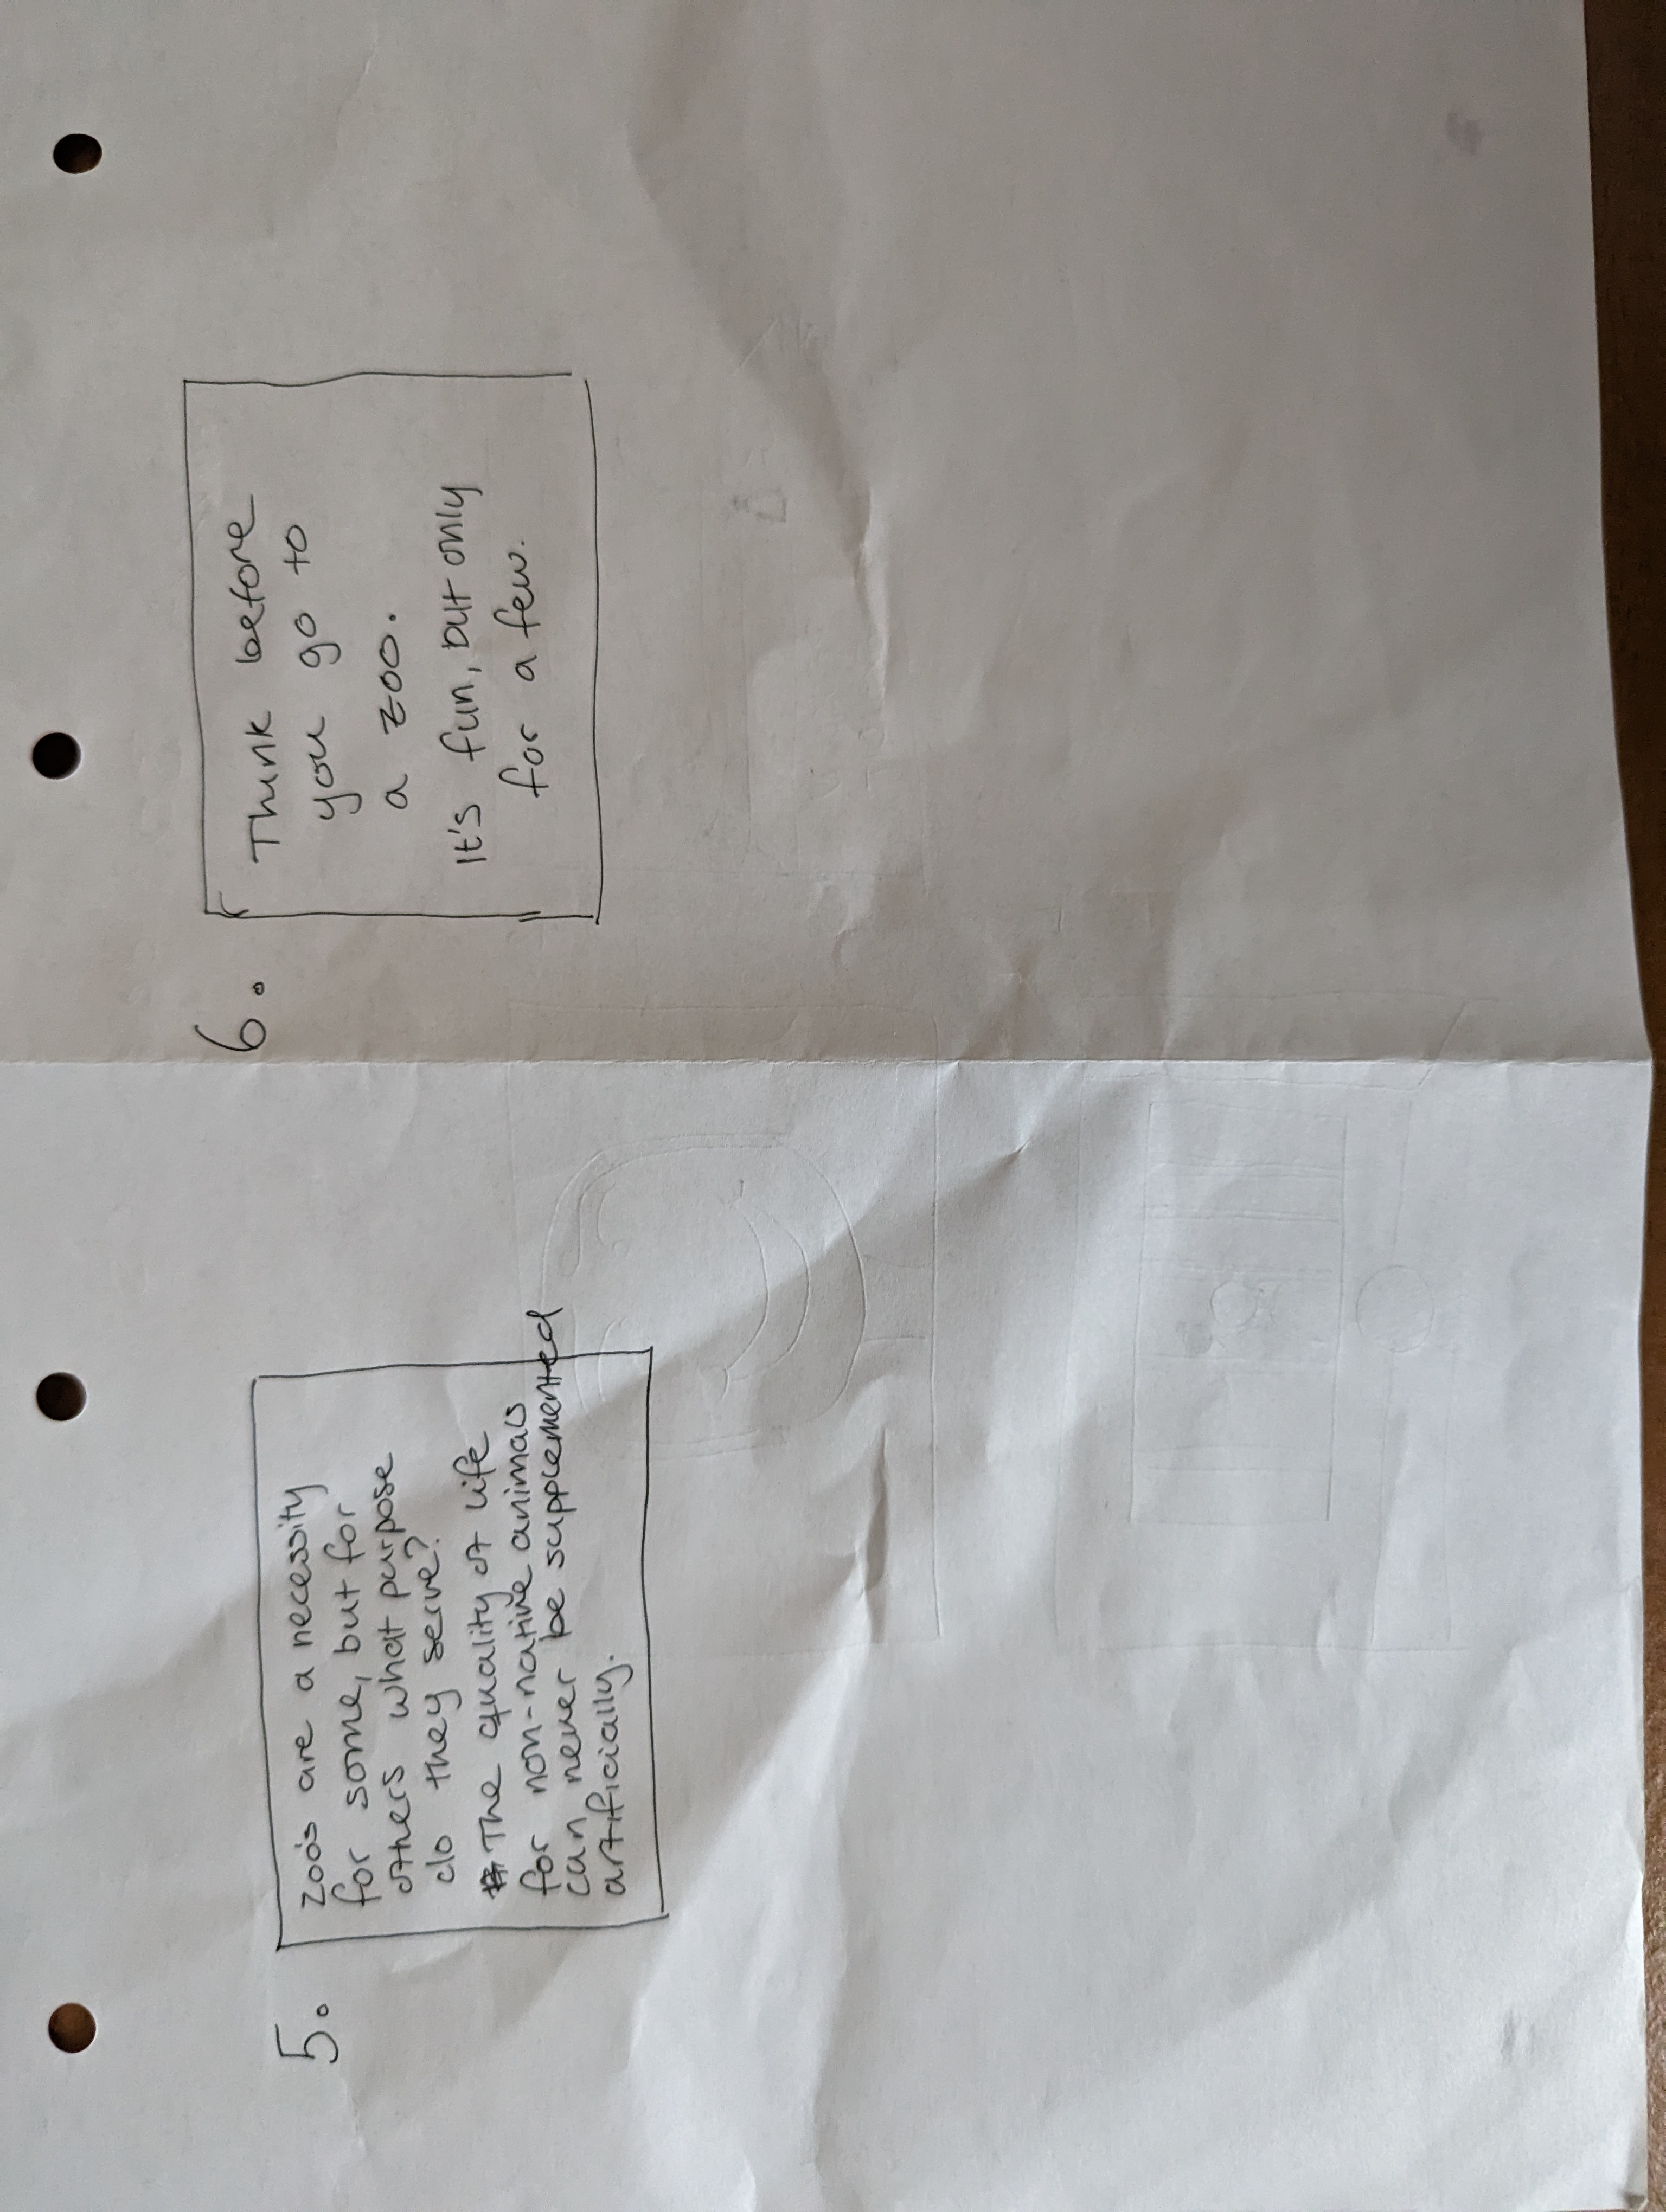 5.
Zoo's are a necessity
for some, but for
others what purpose
do they serve?
The quality of life
for non-native animals
can never be supplemented
artificially.
6.
Think before
you go to
a zoo.
It's fun, but only
for a few.